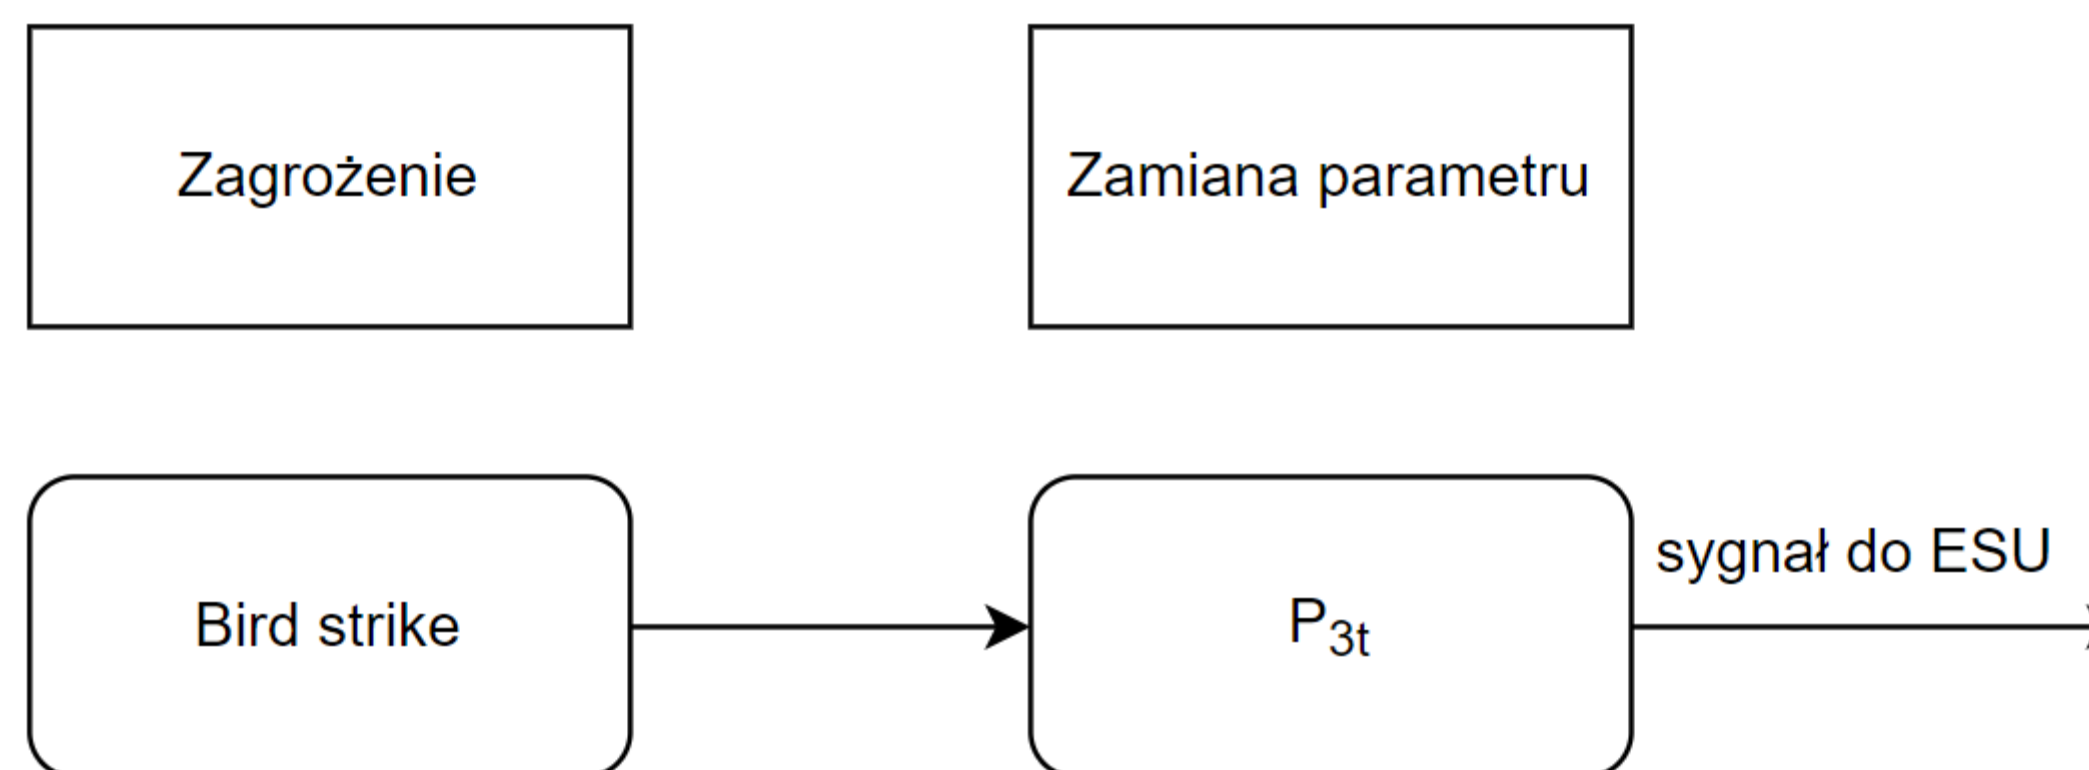 Zagrożenie
Zamiana parametru
sygnał do ESU
Bird strike
P₃ₜ